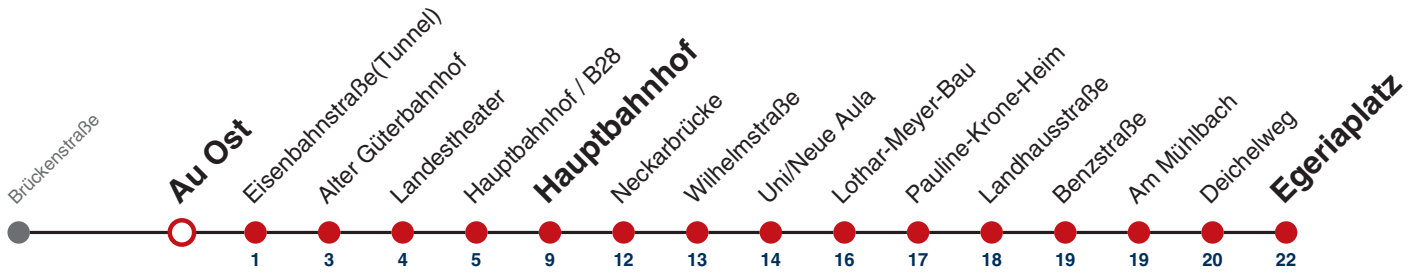 Brückenstraße
Au Ost
Eisenbahnstraße(Tunnel)
Alter Güterbahnhof
Landestheater
Hauptbahnhof / B28
Hauptbahnhof
Neckarbrücke
Wilhelmstraße
Uni/Neue Aula
Lothar-Meyer-Bau
Pauline-Krone-Heim
Landhausstraße
Benzstraße
Am Mühlbach
Deichelweg
Egeriaplatz
1 3 4 5 9 12 13 14 16 17 18 19 19 20 22